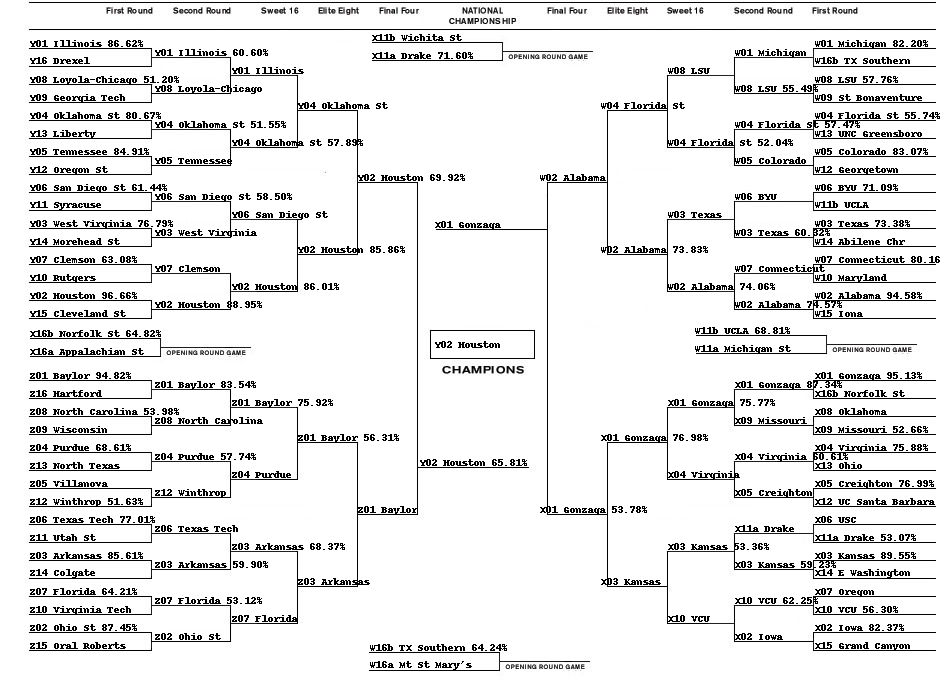 First Round Second Round Sweet 16 Elite Eight Final Four NATIONAL CHAMPIONSHIP Final Four Elite Eight Sweet 16 Second Round First Round
X11b Wichita St
X11a Drake 71.60%
OPENING ROUND GAME
Y01 Illinois 86.62%
Y16 Drexel
Y08 Loyola-Chicago 51.20%
Y09 Georgia Tech
Y04 Oklahoma St 80.67%
Y13 Liberty
Y05 Tennessee 84.91%
Y12 Oregon St
Y06 San Diego St 61.44%
Y11 Syracuse
Y03 West Virginia 76.79%
Y14 Morehead St
Y07 Clemson 63.08%
Y10 Rutgers
Y02 Houston 96.66%
Y15 Cleveland St
Y01 Illinois 60.60%
Y08 Loyola-Chicago
Y04 Oklahoma St 51.55%
Y05 Tennessee
Y06 San Diego St 58.50%
Y03 West Virginia
Y07 Clemson
Y02 Houston 88.95%
Y01 Illinois
Y04 Oklahoma St 57.89%
Y06 San Diego St
Y02 Houston 86.01%
Y04 Oklahoma St
Y02 Houston 85.86%
Y02 Houston 69.92%
X16b Norfolk St 64.82%
X16a Appalachian St
OPENING ROUND GAME
Z01 Baylor 94.82%
Z16 Hartford
Z08 North Carolina 53.98%
Z09 Wisconsin
Z04 Purdue 68.61%
Z13 North Texas
Z05 Villanova
Z12 Winthrop 51.63%
Z06 Texas Tech 77.01%
Z11 Utah St
Z03 Arkansas 85.61%
Z14 Colgate
Z07 Florida 64.21%
Z10 Virginia Tech
Z02 Ohio St 87.45%
Z15 Oral Roberts
Z01 Baylor 83.54%
Z08 North Carolina
Z04 Purdue 57.74%
Z12 Winthrop
Z06 Texas Tech
Z03 Arkansas 59.90%
Z07 Florida 53.12%
Z02 Ohio St
Z01 Baylor 75.92%
Z04 Purdue
Z03 Arkansas 68.37%
Z07 Florida
Z01 Baylor 56.31%
Z03 Arkansas
Z01 Baylor
X01 Gonzaga
Y02 Houston
CHAMPIONS
Y02 Houston 65.81%
W16b TX Southern 64.24%
W16a Mt St Mary's
OPENING ROUND GAME
W02 Alabama
W04 Florida St
W02 Alabama 73.83%
W08 LSU
W04 Florida St 52.04%
W03 Texas
W02 Alabama 74.06%
W01 Michigan
W08 LSU 55.49%
W04 Florida St 57.47%
W05 Colorado
W06 BYU
W03 Texas 60.32%
W07 Connecticut
W02 Alabama 74.57%
W01 Michigan 82.20%
W16b TX Southern
W08 LSU 57.76%
W09 St Bonaventure
W04 Florida St 55.74%
W13 UNC Greensboro
W05 Colorado 83.07%
W12 Georgetown
W06 BYU 71.09%
W11b UCLA
W03 Texas 73.38%
W14 Abilene Chr
W07 Connecticut 80.16
W10 Maryland
W02 Alabama 94.58%
W15 Iona
W11b UCLA 68.81%
W11a Michigan St
OPENING ROUND GAME
X01 Gonzaga 53.78%
X01 Gonzaga 76.98%
X03 Kansas
X01 Gonzaga 75.77%
X04 Virginia
X03 Kansas 53.36%
X10 VCU
X01 Gonzaga 87.34%
X09 Missouri
X04 Virginia 60.61%
X05 Creighton
X11a Drake
X03 Kansas 59.23%
X10 VCU 62.25%
X02 Iowa
X01 Gonzaga 95.13%
X16b Norfolk St
X08 Oklahoma
X09 Missouri 52.66%
X04 Virginia 75.88%
X13 Ohio
X05 Creighton 76.99%
X12 UC Santa Barbara
X06 USC
X11a Drake 53.07%
X03 Kansas 89.55%
X14 E Washington
X07 Oregon
X10 VCU 56.30%
X02 Iowa 82.37%
X15 Grand Canyon